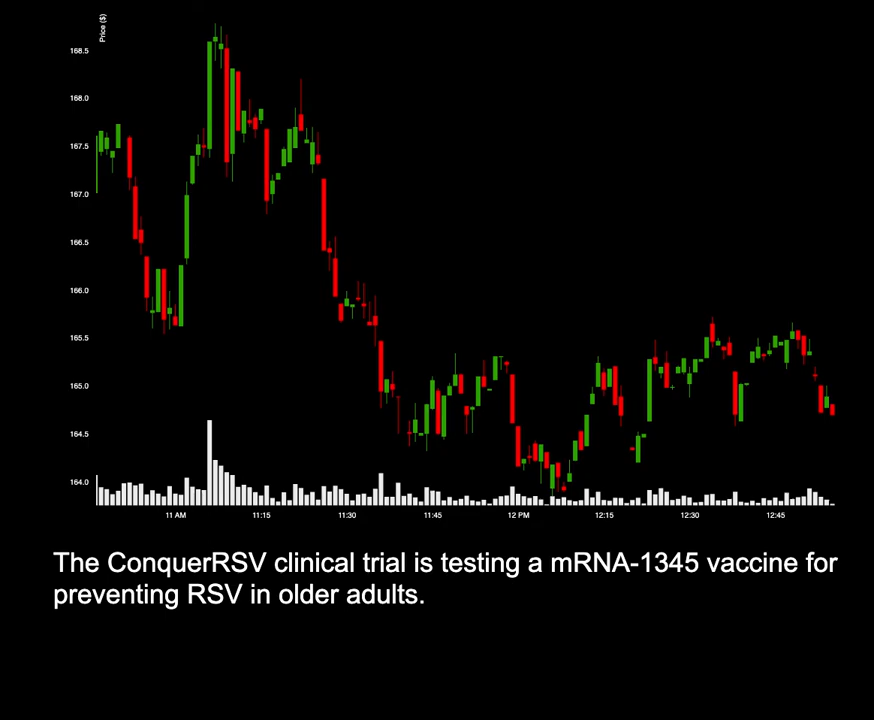 Price ($)
168.5
168.0
167.5
167.0
166.5
166.0
165.5
165.0
164.5
164.0
11 AM 11:15 11:30 11:45 12 PM 12:15 12:30 12:45
The ConquerRSV clinical trial is testing a mRNA-1345 vaccine for
preventing RSV in older adults.